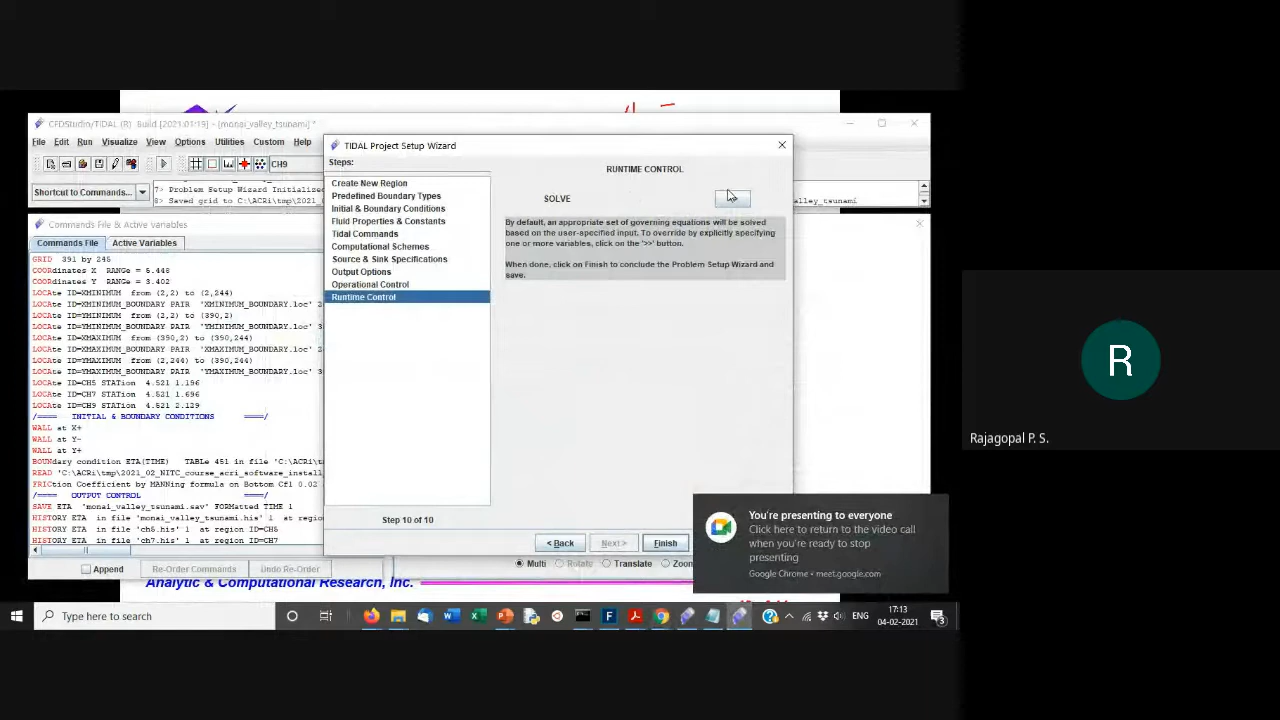 CFDStudio/TIDAL (R) Build [2021.01.15] - [monai_valley_tsunami] *
File Edit Run Visualize View Options Utilities Custom Help
CH9
Shortcut to Commands...
7> Problem Setup Wizard Initialize
8> Saved grid to C:\ACRi\tmp\2021_0
ley_tsunami
Commands File & Active variables
Commands File Active Variables
GRID 391 by 245
COORdinates X RANGe = 5.448
COORdinates Y RANGe = 3.402
LOCAte ID=XMINIMUM from (2,2) to (2,244)
LOCAte ID=XMINIMUM_BOUNDARY PAIR 'XMINIMUM_BOUNDARY.loc' 2
LOCAte ID=YMINIMUM from (2,2) to (390,2)
LOCAte ID=YMINIMUM_BOUNDARY PAIR 'YMINIMUM_BOUNDARY.loc' 3
LOCAte ID=XMAXIMUM from (390,2) to (390,244)
LOCAte ID=XMAXIMUM_BOUNDARY PAIR 'XMAXIMUM_BOUNDARY.loc' 2
LOCAte ID=YMAXIMUM from (2,244) to (390,244)
LOCAte ID=YMAXIMUM_BOUNDARY PAIR 'YMAXIMUM_BOUNDARY.loc' 3
LOCAte ID=CH5 STATion 4.521 1.196
LOCAte ID=CH7 STATion 4.521 1.696
LOCAte ID=CH9 STATion 4.521 2.129
/==== INITIAL & BOUNDARY CONDITIONS ====/
WALL at X+
WALL at Y-
WALL at Y+
BOUNdary condition ETA(TIME) TABLe 451 in file 'C:\ACRi\t
READ 'C:\ACRi\tmp\2021_02_NITC_course_acri_software_install
FRICtion Coefficient by MANNing formula on Bottom Cf1 0.02
/==== OUTPUT CONTROL ====/
SAVE ETA 'monai_valley_tsunami.sav' FORMatted TIME 1
HISTORY ETA in file 'monai_valley_tsunami.his' 1 at regio
HISTORY ETA in file 'ch5.his' 1 at region ID=CH5
HISTORY ETA in file 'ch7.his' 1 at region ID=CH7
Append Re-Order Commands Undo Re-Order
TIDAL Project Setup Wizard
Steps:
Create New Region
Predefined Boundary Types
Initial & Boundary Conditions
Fluid Properties & Constants
Tidal Commands
Computational Schemes
Source & Sink Specifications
Output Options
Operational Control
Runtime Control
Step 10 of 10
RUNTIME CONTROL
SOLVE
By default, an appropriate set of governing equations will be solved
based on the user-specified input. To override by explicitly specifying
one or more variables, click on the '>>' button.
When done, click on Finish to conclude the Problem Setup Wizard and
save.
< Back Next > Finish
Multi Rotate Translate Zoo
You're presenting to everyone
Click here to return to the video call
when you're ready to stop
presenting
Google Chrome • meet.google.com
Analytic & Computational Research, Inc.
Type here to search
ENG
17:13
04-02-2021
3
R
Rajagopal P. S.